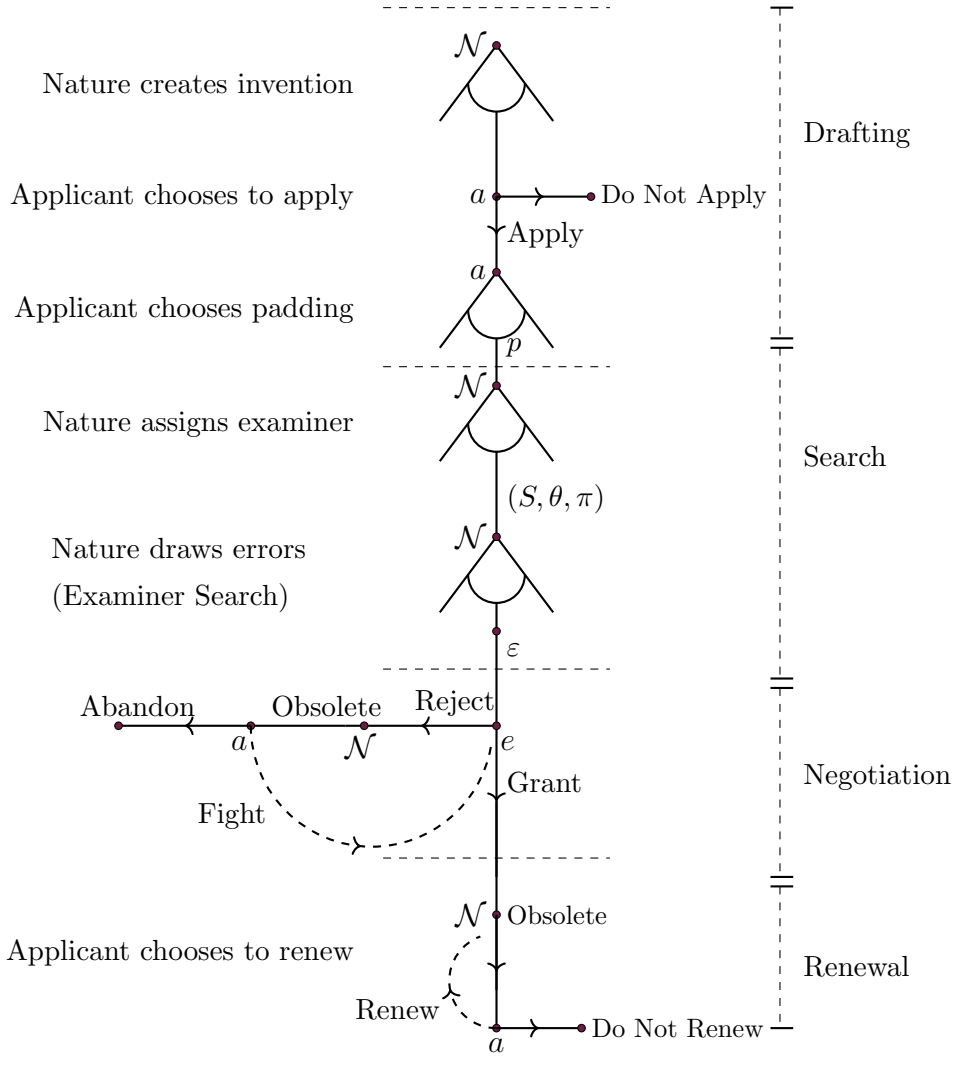 𝒩
Nature creates invention
Drafting
Applicant chooses to apply
a
Do Not Apply
Apply
a
Applicant chooses padding
p
𝒩
Nature assigns examiner
Search
(S, θ, π)
𝒩
Nature draws errors
(Examiner Search)
ε
Abandon
Obsolete
Reject
a
𝒩
e
Negotiation
Grant
Fight
𝒩
Obsolete
Applicant chooses to renew
Renewal
Renew
Do Not Renew
a